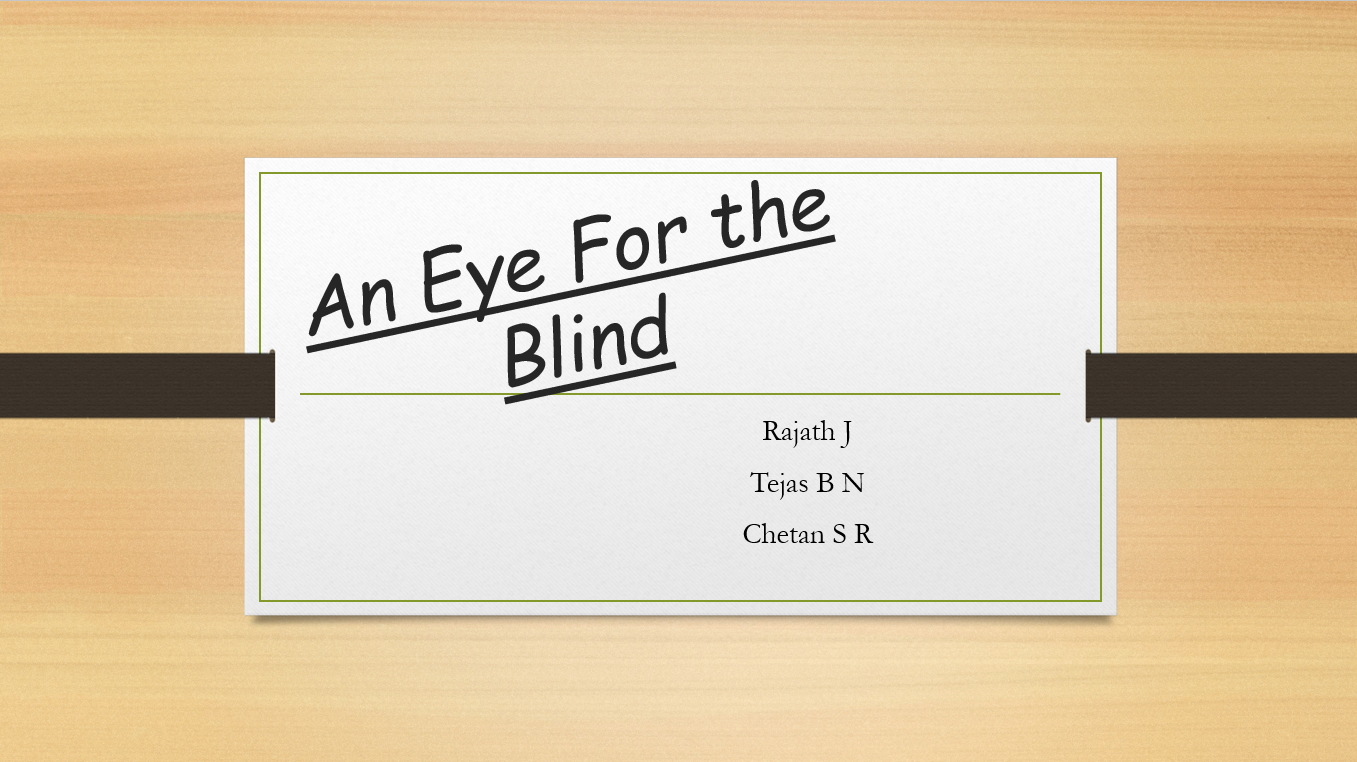 An Eye For the
Blind
Rajath J
Tejas B N
Chetan S R